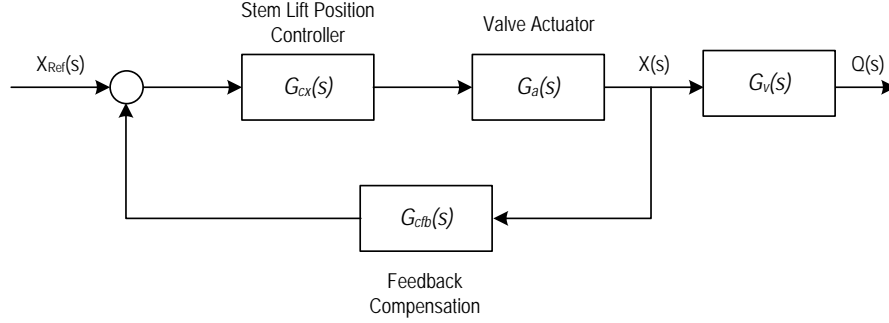 Stem Lift Position
Controller
Valve Actuator
XRef(s)
Gcx(s)
Ga(s)
X(s)
Gv(s)
Q(s)
Gcfb(s)
Feedback
Compensation